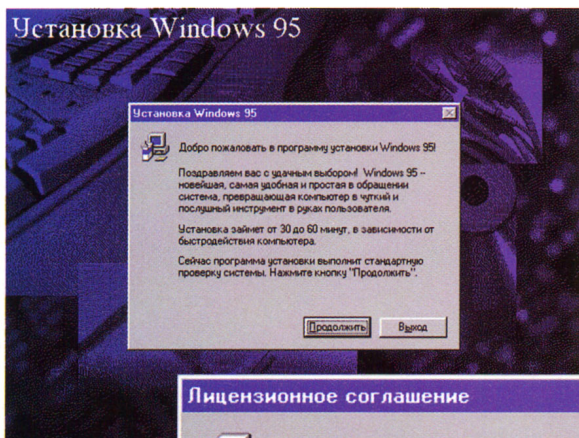 Установка Windows 95
Установка Windows 95
Добро пожаловать в программу установки Windows 95!
Поздравляем вас с удачным выбором! Windows 95 –
новейшая, самая удобная и простая в обращении
система, превращающая компьютер в чуткий и
послушный инструмент в руках пользователя.
Установка займет от 30 до 60 минут, в зависимости от
быстродействия компьютера.
Сейчас программа установки выполнит стандартную
проверку системы. Нажмите кнопку "Продолжить".
Продолжить Выход
Лицензионное соглашение